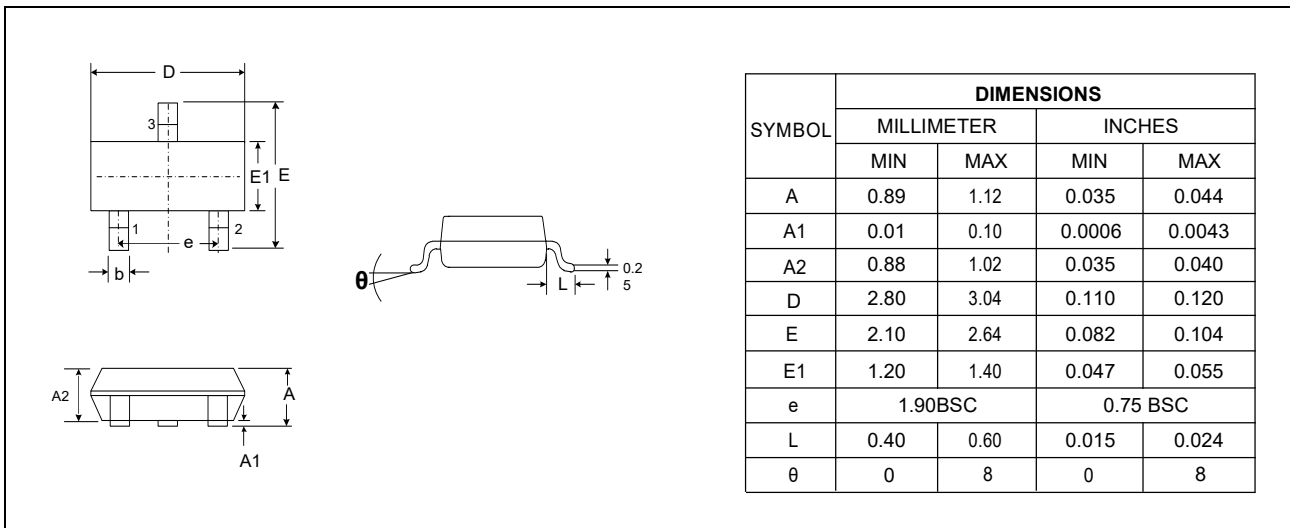 D
3
E1 E
1 2
e
b
θ
L
0.2
5
A2
A
A1
DIMENSIONS
SYMBOL MILLIMETER INCHES
MIN MAX MIN MAX
A 0.89 1.12 0.035 0.044
A1 0.01 0.10 0.0006 0.0043
A2 0.88 1.02 0.035 0.040
D 2.80 3.04 0.110 0.120
E 2.10 2.64 0.082 0.104
E1 1.20 1.40 0.047 0.055
e 1.90BSC 0.75 BSC
L 0.40 0.60 0.015 0.024
θ 0 8 0 8